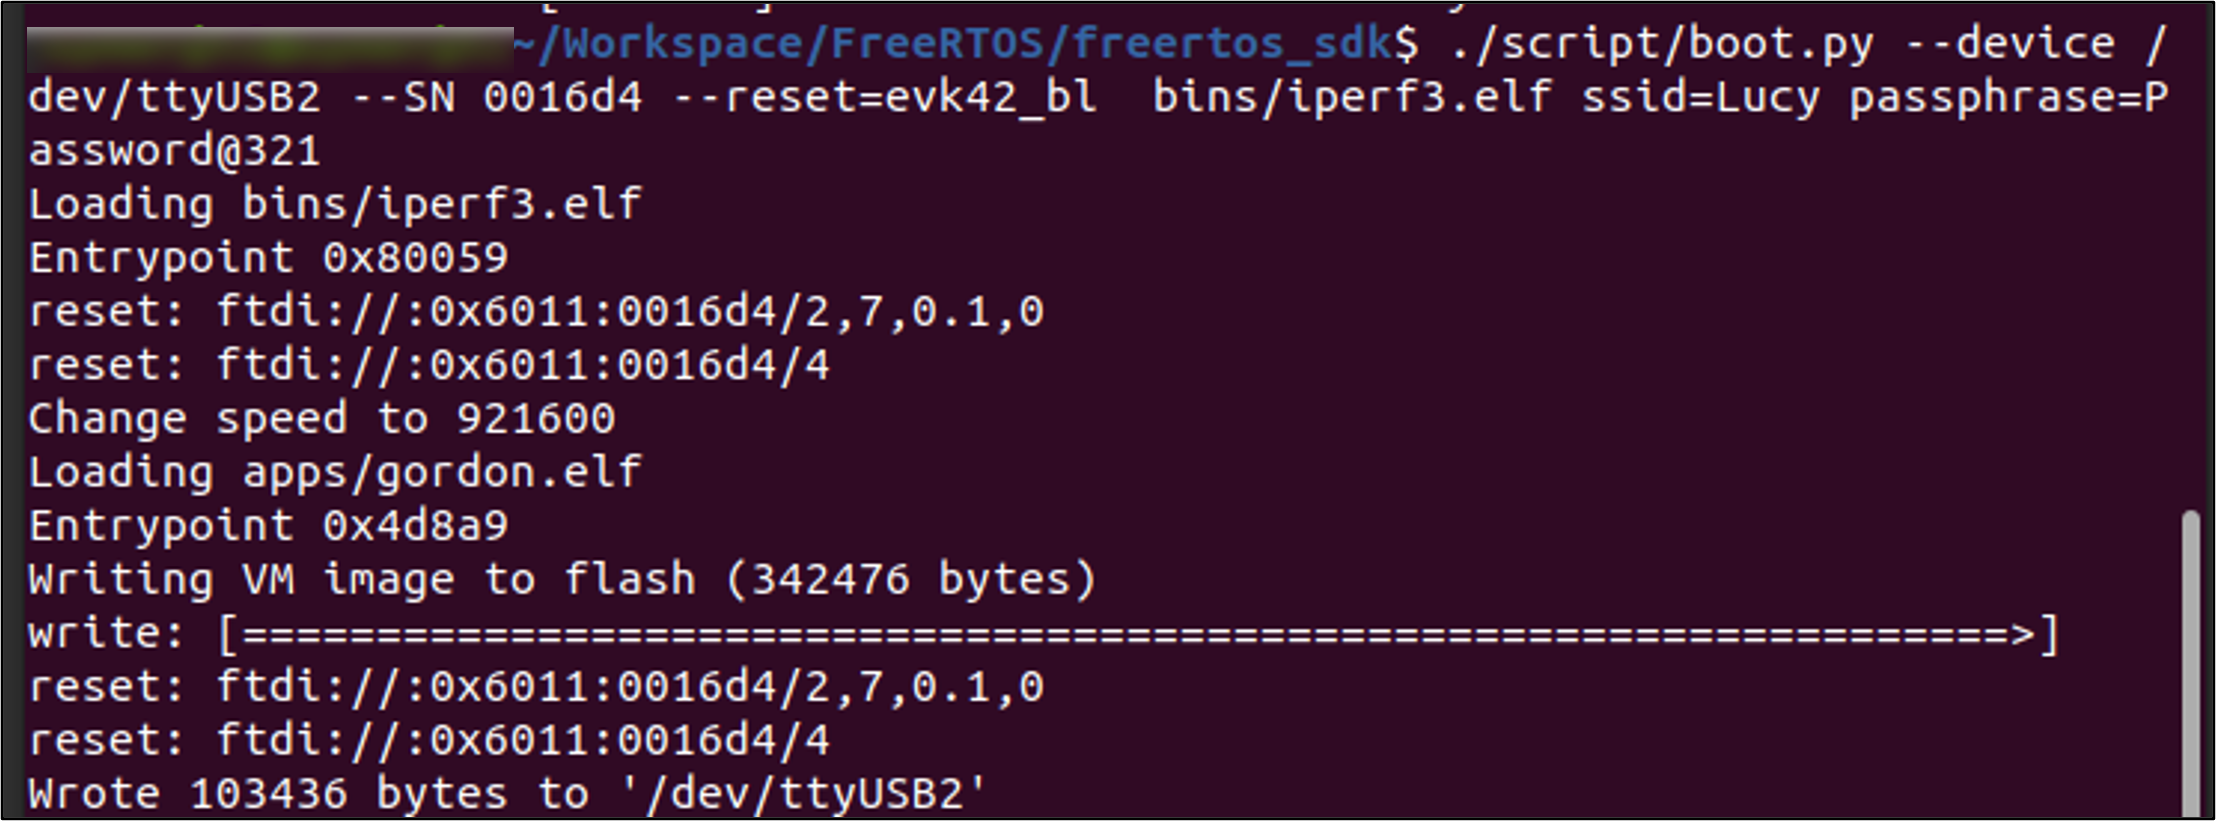 ~/Workspace/FreeRTOS/freertos_sdk$ ./script/boot.py --device /
dev/ttyUSB2 --SN 0016d4 --reset=evk42_bl  bins/iperf3.elf ssid=Lucy passphrase=P
assword@321
Loading bins/iperf3.elf
Entrypoint 0x80059
reset: ftdi://:0x6011:0016d4/2,7,0.1,0
reset: ftdi://:0x6011:0016d4/4
Change speed to 921600
Loading apps/gordon.elf
Entrypoint 0x4d8a9
Writing VM image to flash (342476 bytes)
write: [==================================================================>]
reset: ftdi://:0x6011:0016d4/2,7,0.1,0
reset: ftdi://:0x6011:0016d4/4
Wrote 103436 bytes to '/dev/ttyUSB2'